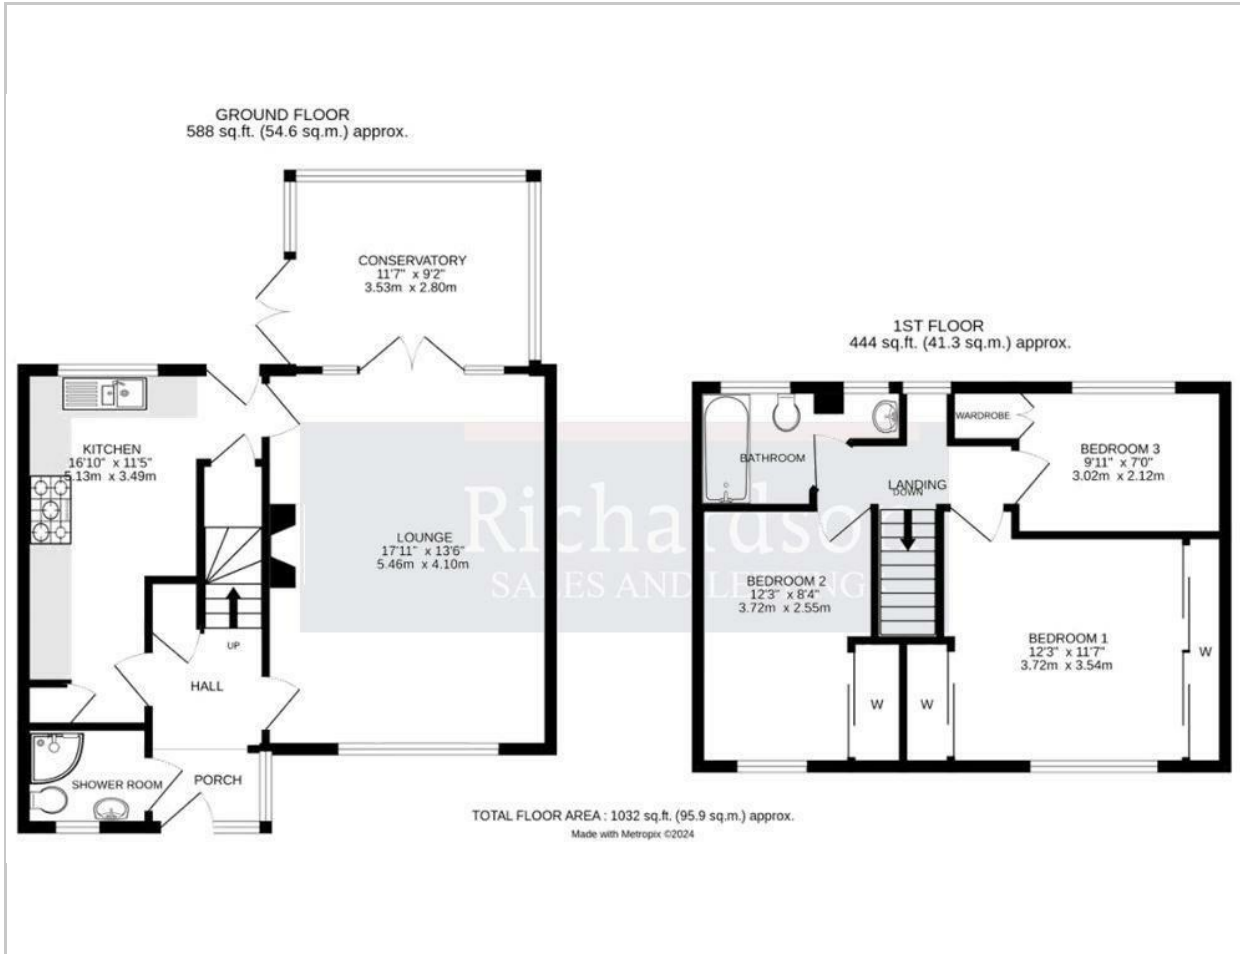 GROUND FLOOR
588 sq.ft. (54.6 sq.m.) approx.
CONSERVATORY
11'7" x 9'2"
3.53m x 2.80m
KITCHEN
16'10" x 11'5"
5.13m x 3.49m
LOUNGE
17'11" x 13'6"
5.46m x 4.10m
UP
HALL
SHOWER ROOM
PORCH
1ST FLOOR
444 sq.ft. (41.3 sq.m.) approx.
WARDROBE
BATHROOM
LANDING
DOWN
BEDROOM 3
9'11" x 7'0"
3.02m x 2.12m
BEDROOM 2
12'3" x 8'4"
3.72m x 2.55m
BEDROOM 1
12'3" x 11'7"
3.72m x 3.54m
W
W
W
Richardso
SALES AND LETTINGS
TOTAL FLOOR AREA : 1032 sq.ft. (95.9 sq.m.) approx.
Made with Metropix ©2024